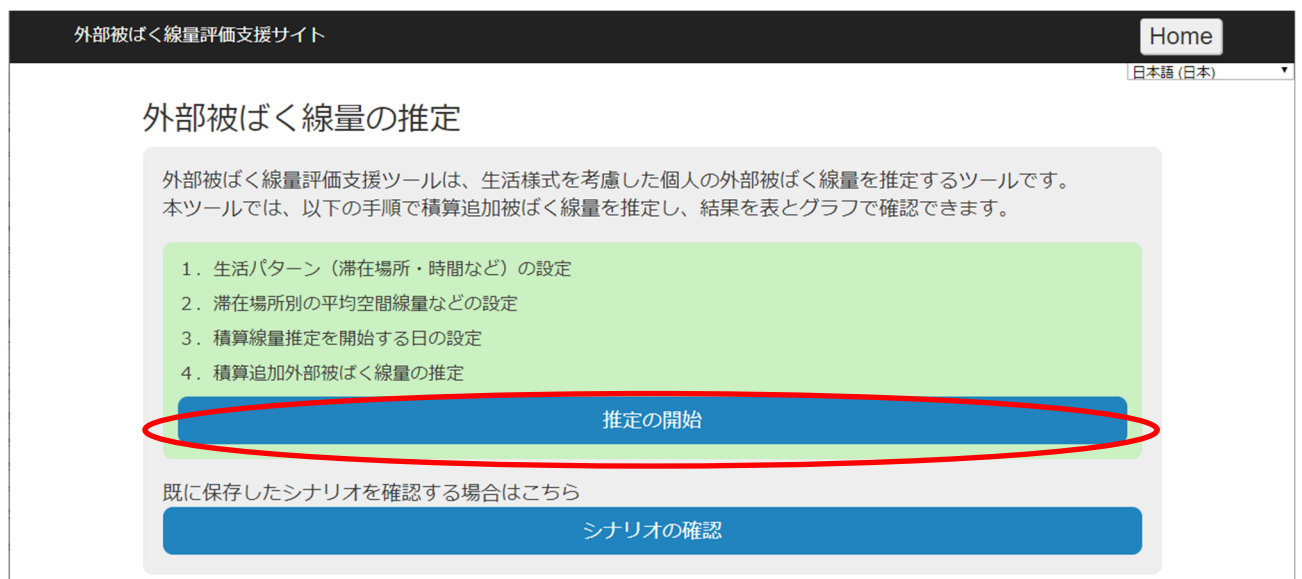 外部被ばく線量評価支援サイト
Home
日本語 (日本)
外部被ばく線量の推定
外部被ばく線量評価支援ツールは、生活様式を考慮した個人の外部被ばく線量を推定するツールです。
本ツールでは、以下の手順で積算追加被ばく線量を推定し、結果を表とグラフで確認できます。
1．生活パターン（滞在場所・時間など）の設定
2．滞在場所別の平均空間線量などの設定
3．積算線量推定を開始する日の設定
4．積算追加外部被ばく線量の推定
推定の開始
既に保存したシナリオを確認する場合はこちら
シナリオの確認